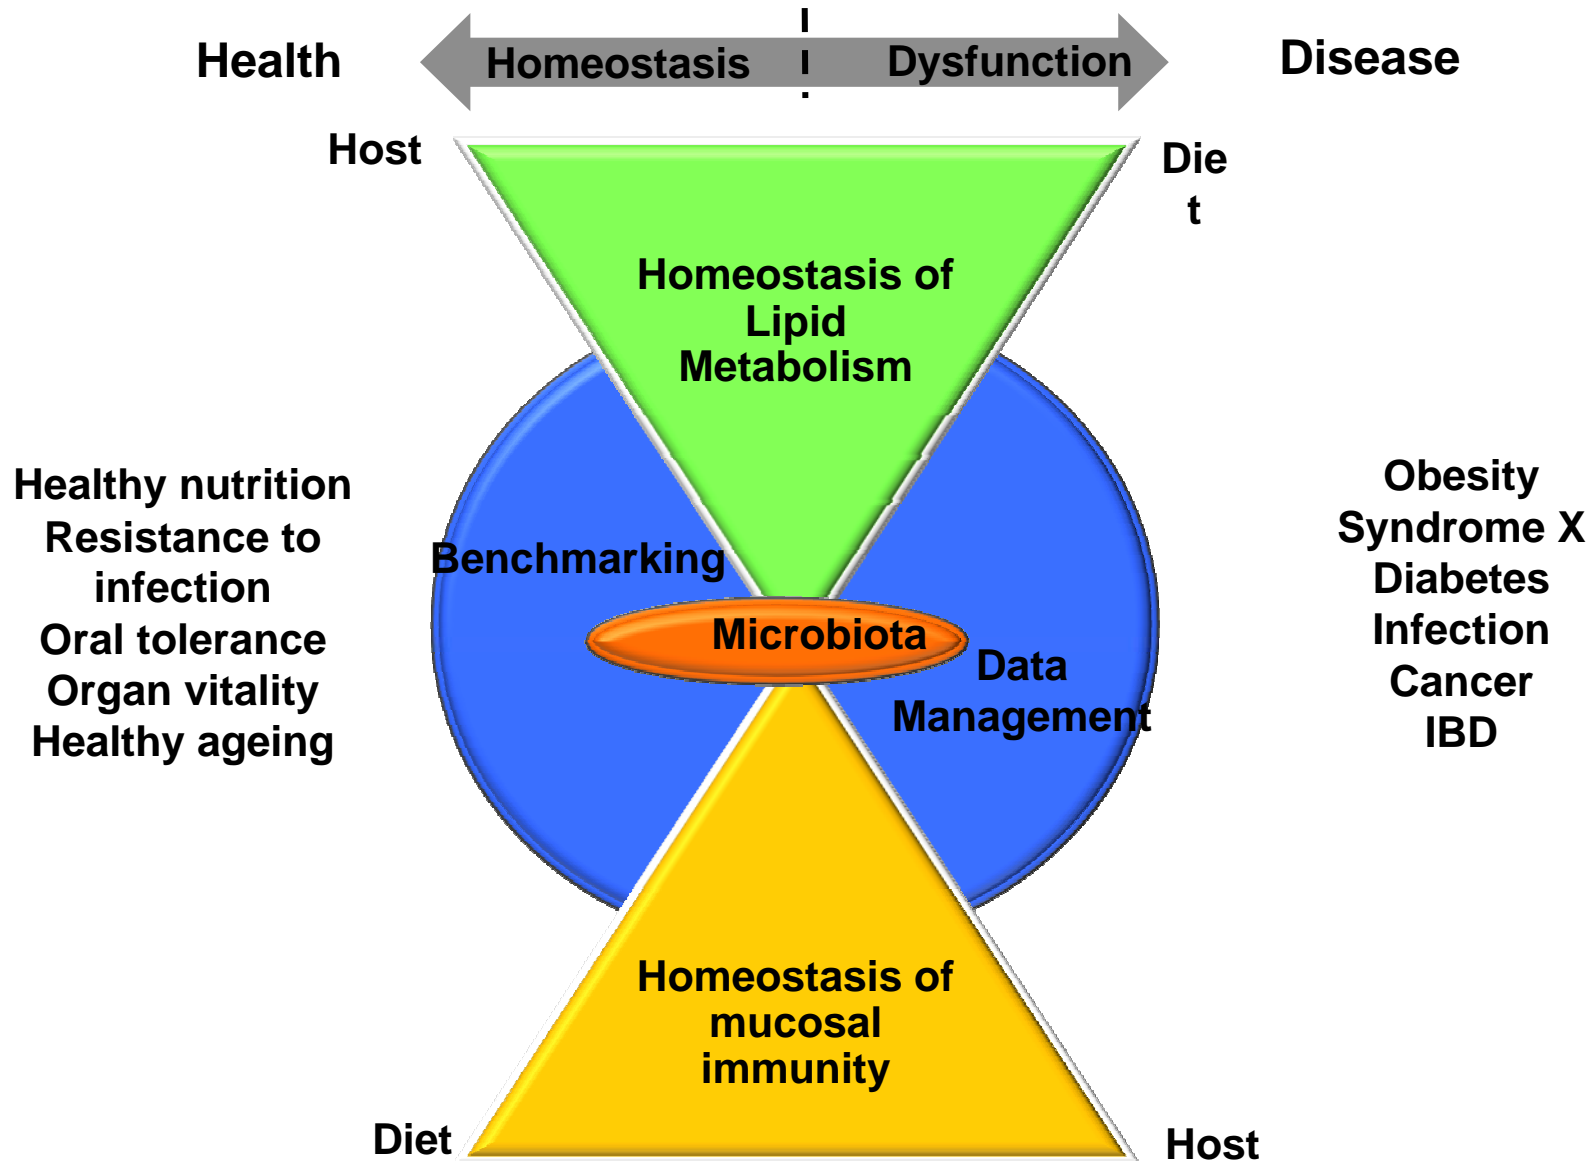 Health
Homeostasis
Dysfunction
Disease
Host
Die
t
Homeostasis of
Lipid
Metabolism
Healthy nutrition
Resistance to
infection
Oral tolerance
Organ vitality
Healthy ageing
Benchmarking
Microbiota
Data
Management
Obesity
Syndrome X
Diabetes
Infection
Cancer
IBD
Homeostasis of
mucosal
immunity
Diet
Host